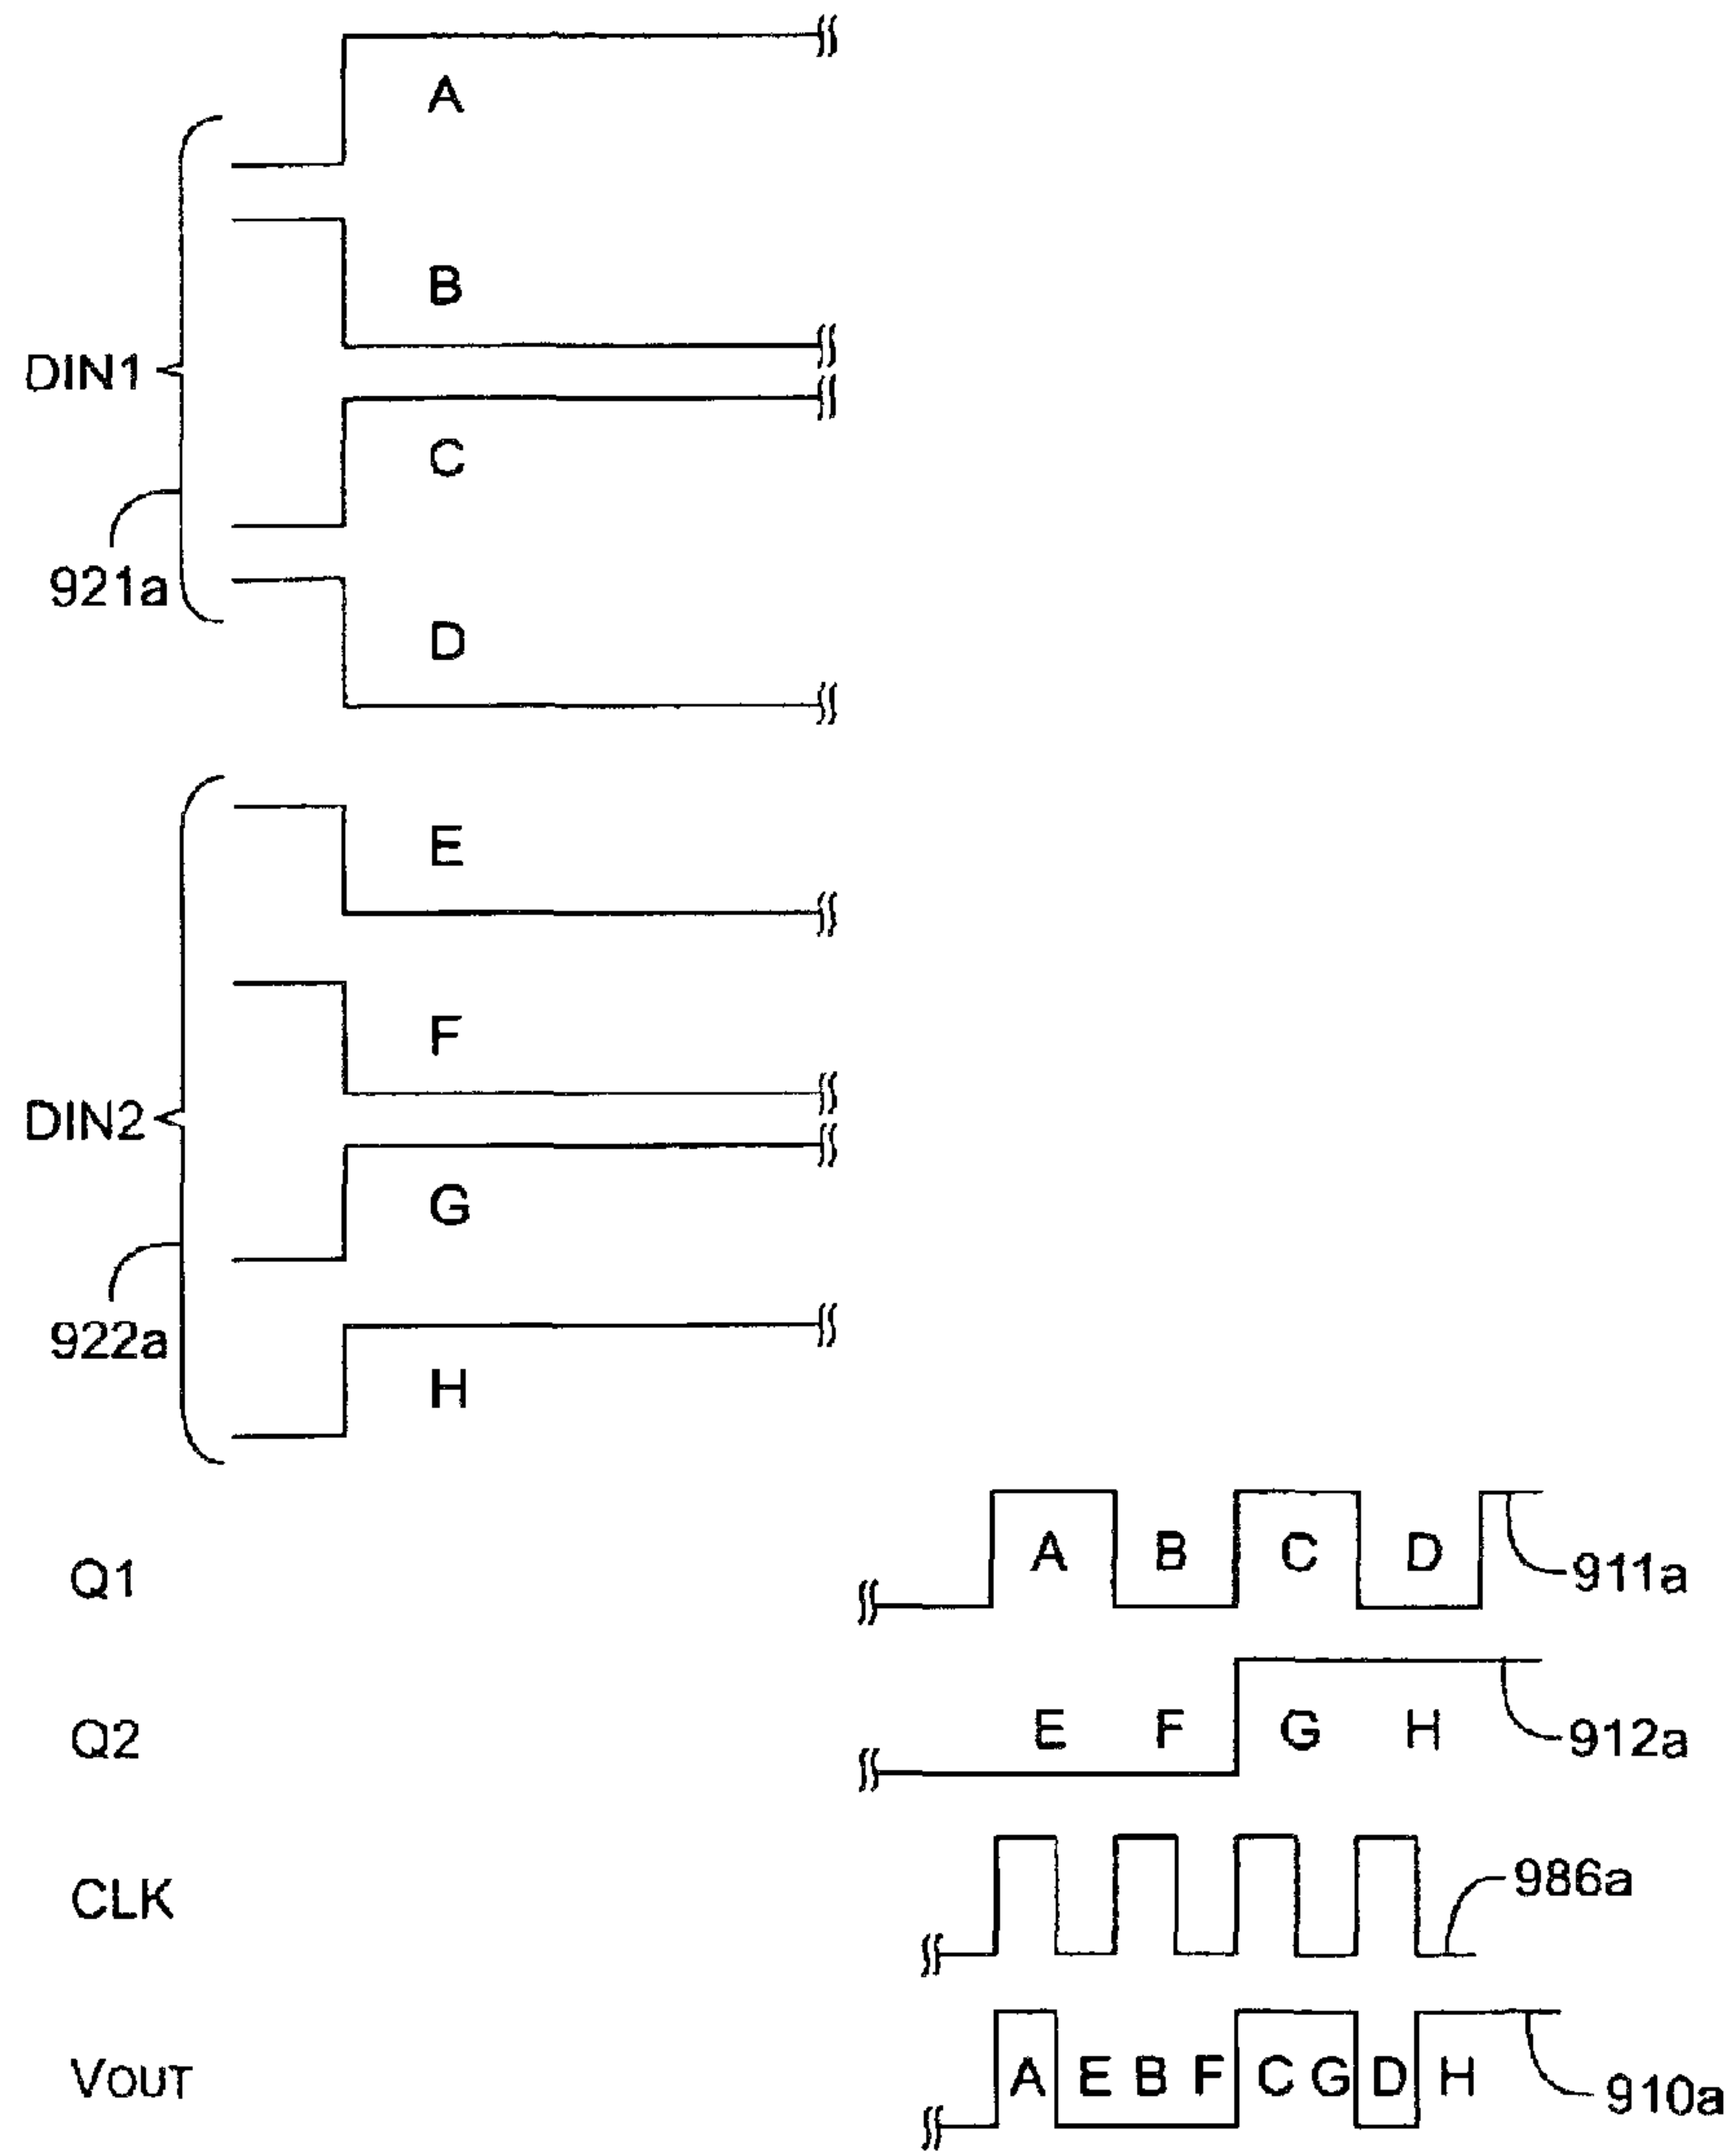 A
B
DIN1
C
921a
D
E
F
DIN2
G
922a
H
Q1 A B C D 911a
Q2 E F G H 912a
CLK 986a
VOUT A E B F C G D H 910a